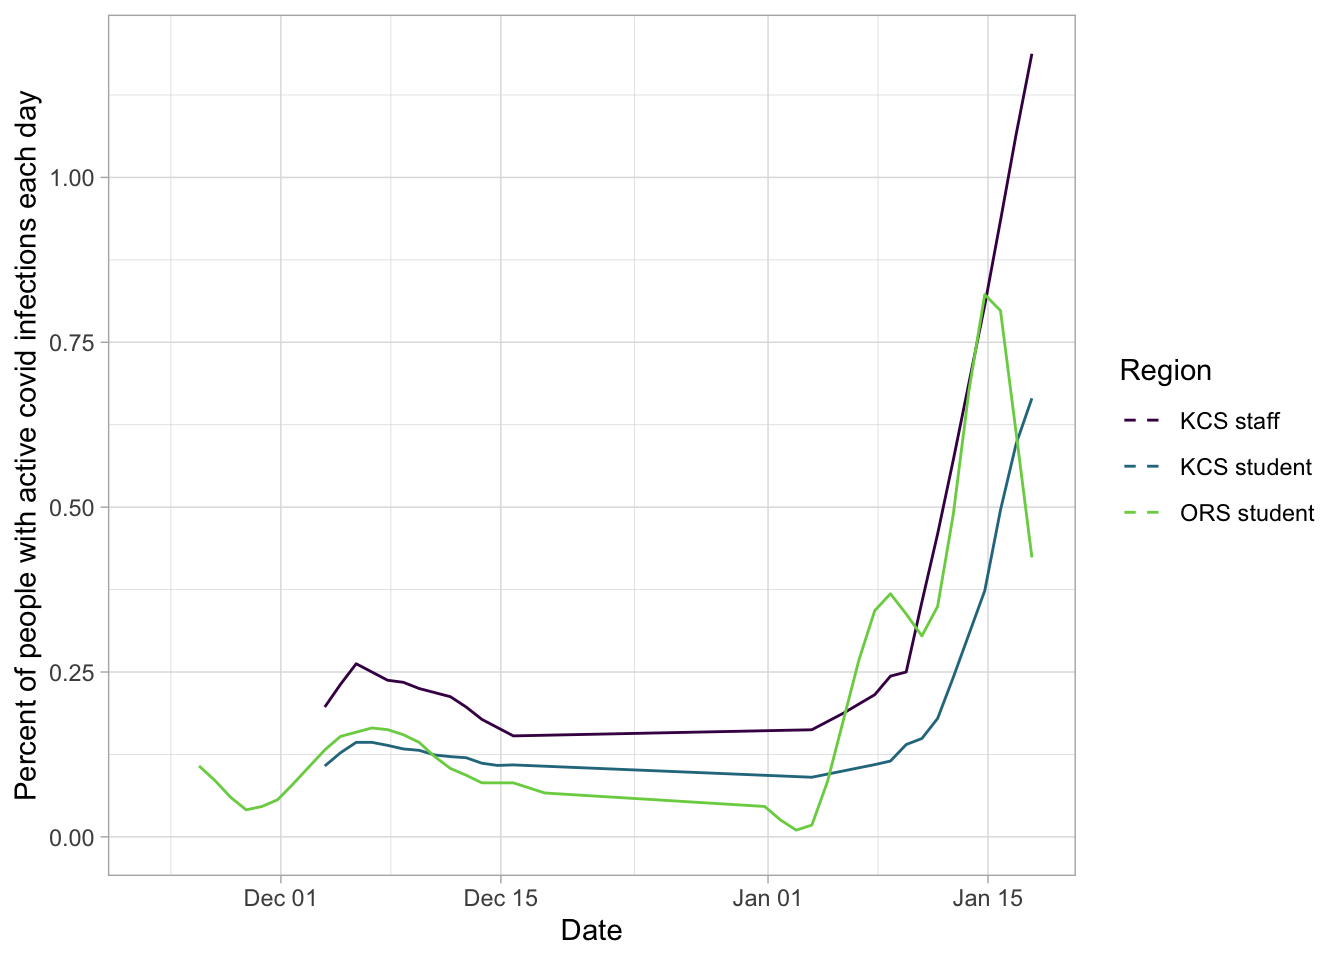 Percent of people with active covid infections each day
1.00
0.75
0.50
0.25
0.00
Dec 01
Dec 15
Jan 01
Jan 15
Date
Region
KCS staff
KCS student
ORS student